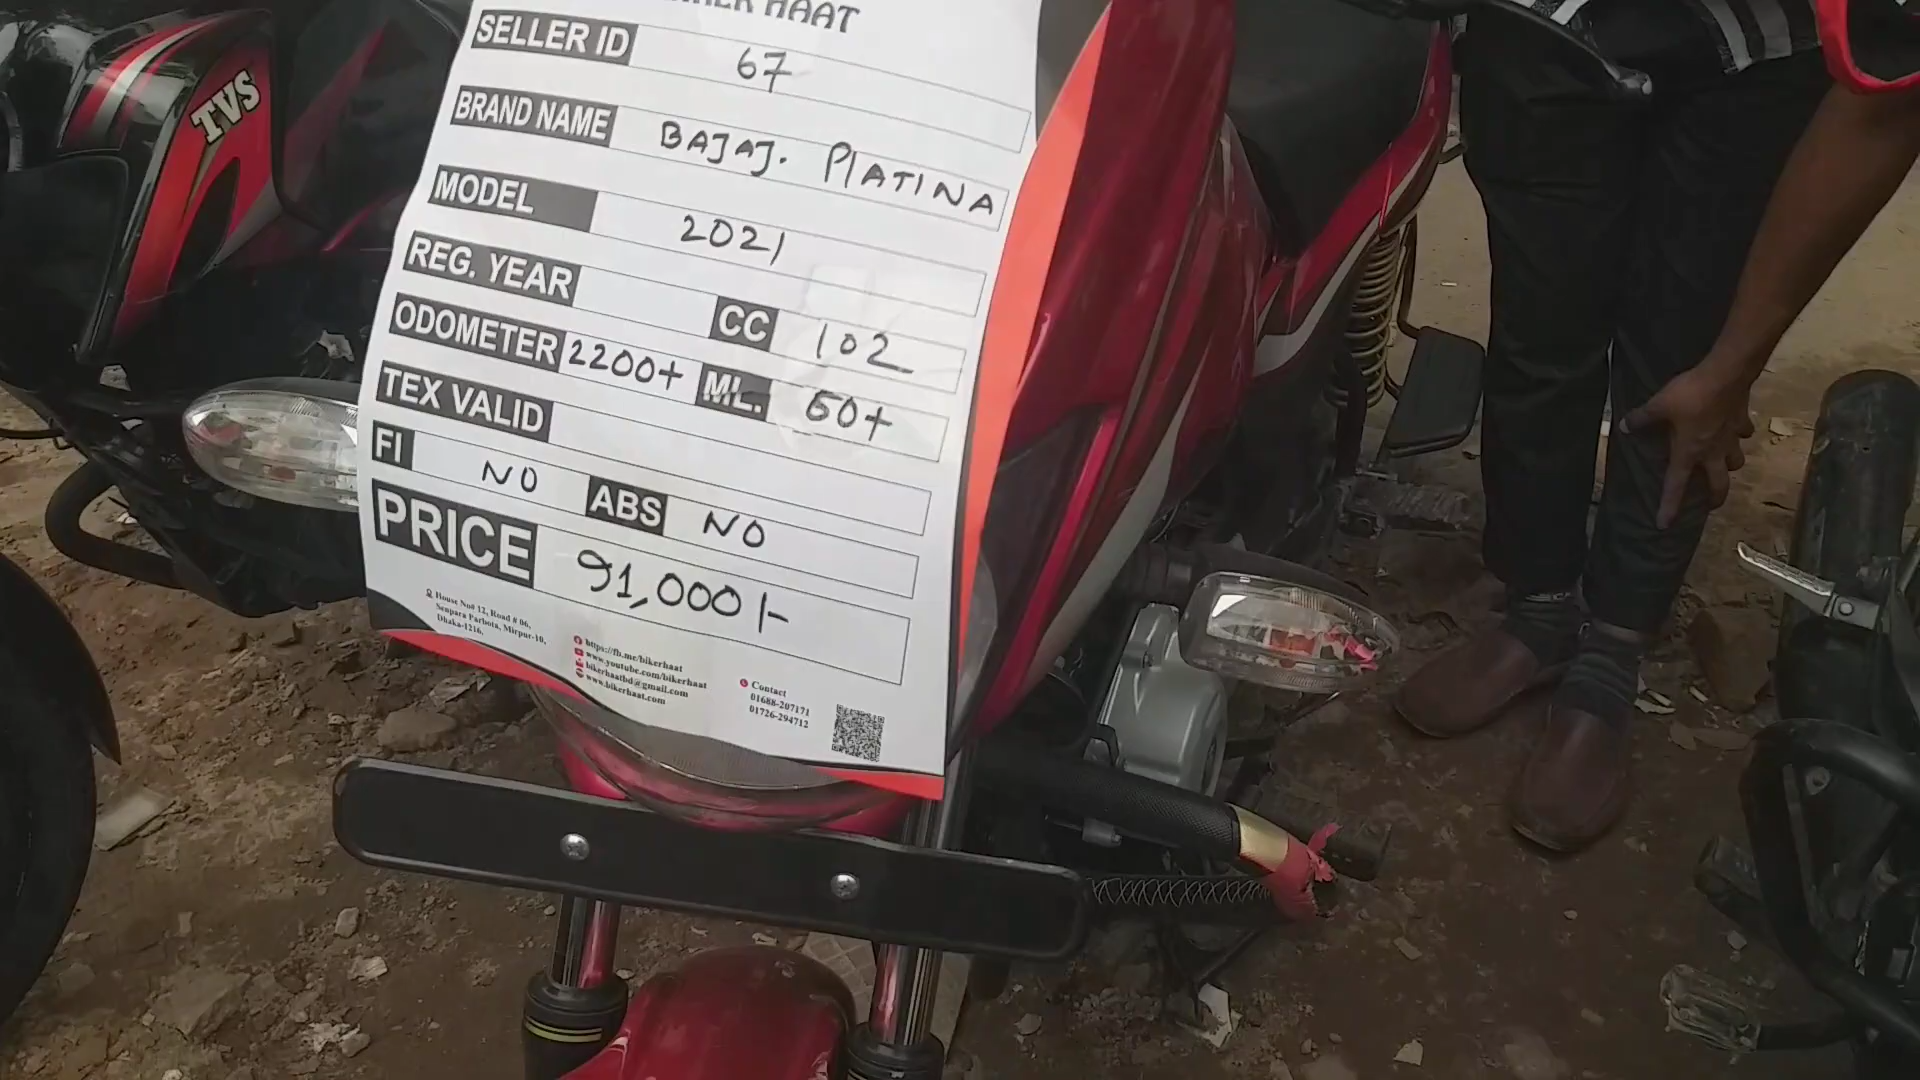 HAAT
SELLER ID 67
BRAND NAME BAJAJ. PlATINA
MODEL 2021
REG. YEAR CC 102
ODOMETER 2200+ ML. 60+
TEX VALID
FI NO ABS NO
PRICE 91,000/-
House No# 12, Road # 06,
Senpara Parbota, Mirpur-10,
Dhaka-1216.
https://fb.me/bikerhaat
www.youtube.com/bikerhaat
bikerhaatbd@gmail.com
www.bikerhaat.com
Contact
01688-207171
01726-294712
TVS